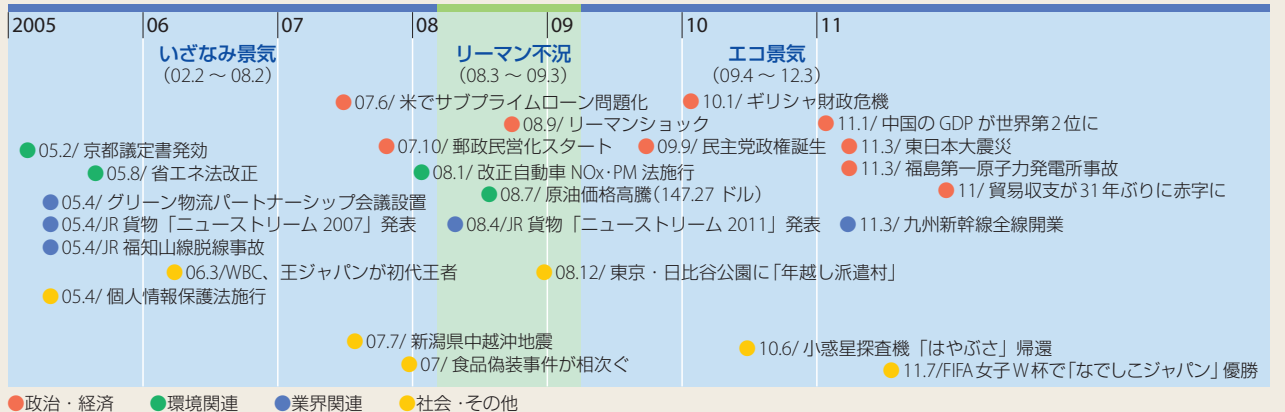 2005 06 07 08 09 10 11
いざなみ景気 リーマン不況 エコ景気
(02.2 ～ 08.2) (08.3 ～ 09.3) (09.4 ～ 12.3)
07.6/ 米でサブプライムローン問題化 10.1/ ギリシャ財政危機
08.9/ リーマンショック 11.1/ 中国の GDP が世界第2位に
05.2/ 京都議定書発効 07.10/ 郵政民営化スタート 09.9/ 民主党政権誕生 11.3/ 東日本大震災
05.8/ 省エネ法改正 08.1/ 改正自動車 NOx･PM 法施行 11.3/ 福島第一原子力発電所事故
08.7/ 原油価格高騰(147.27 ドル) 11/ 貿易収支が31年ぶりに赤字に
05.4/ グリーン物流パートナーシップ会議設置
05.4/JR 貨物「ニューストリーム 2007」発表 08.4/JR 貨物「ニューストリーム 2011」発表 11.3/ 九州新幹線全線開業
05.4/JR 福知山線脱線事故
06.3/WBC、王ジャパンが初代王者 08.12/ 東京・日比谷公園に「年越し派遣村」
05.4/ 個人情報保護法施行
07.7/ 新潟県中越沖地震 10.6/ 小惑星探査機「はやぶさ」帰還
07/ 食品偽装事件が相次ぐ 11.7/FIFA 女子 W 杯で「なでしこジャパン」優勝
政治・経済 環境関連 業界関連 社会・その他